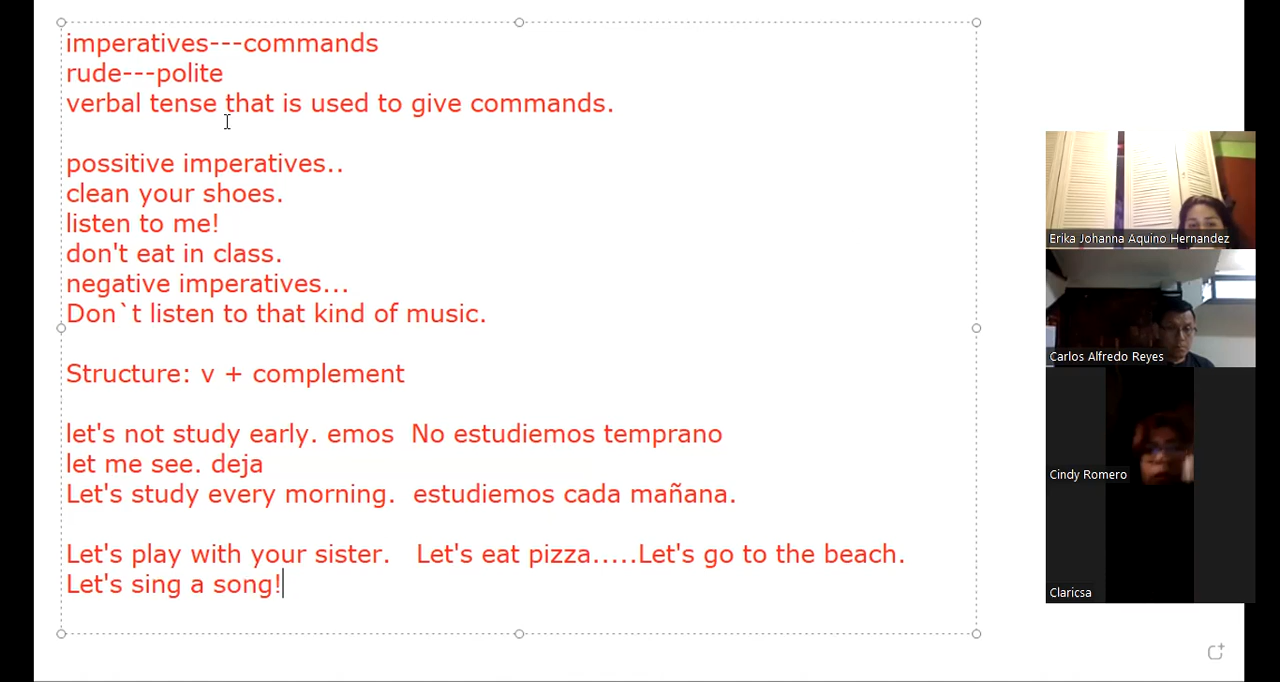 imperatives---commands
rude---polite
verbal tense that is used to give commands.
possitive imperatives..
clean your shoes.
listen to me!
don't eat in class.
negative imperatives...
Don`t listen to that kind of music.
Structure: v + complement
let's not study early. emos  No estudiemos temprano
let me see. deja
Let's study every morning.  estudiemos cada mañana.
Let's play with your sister.   Let's eat pizza.....Let's go to the beach.
Let's sing a song!
Erika Johanna Aquino Hernandez
Carlos Alfredo Reyes
Cindy Romero
Claricsa